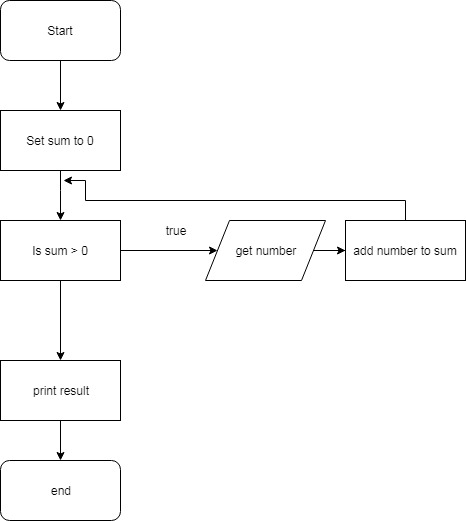 Start
Set sum to 0
true
Is sum > 0
get number
add number to sum
print result
end